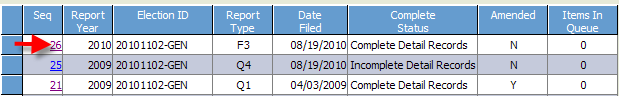 Seq Report Year Election ID Report Type Date Filed Complete Status Amended Items In Queue
26 2010 20101102-GEN F3 08/19/2010 Complete Detail Records N 0
25 2009 20101102-GEN Q4 08/19/2010 Incomplete Detail Records N 0
21 2009 20101102-GEN Q1 04/03/2009 Complete Detail Records Y 0